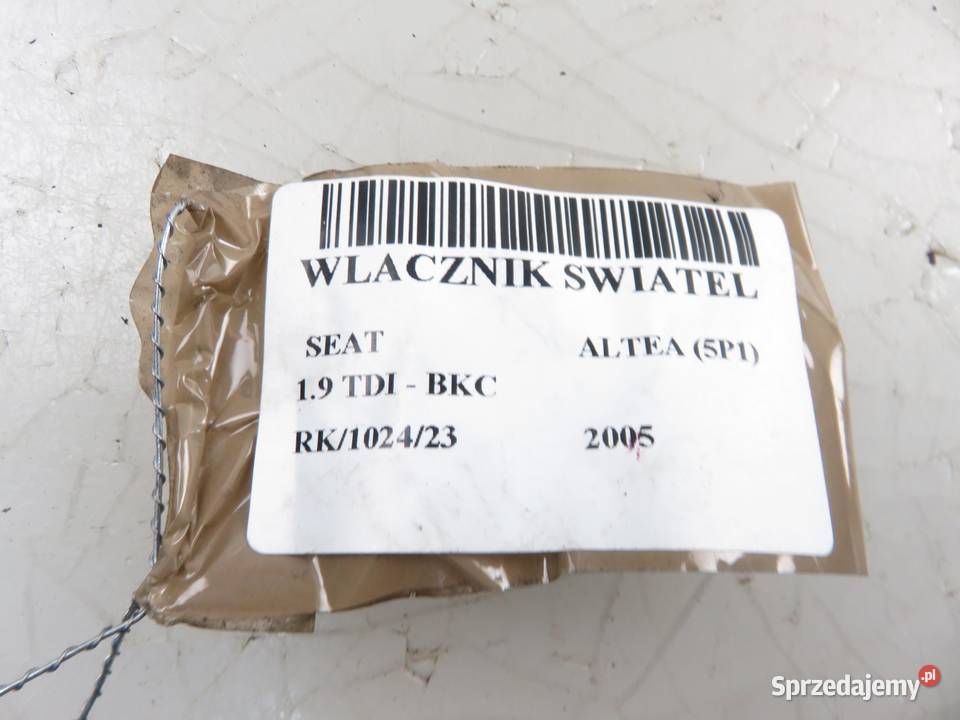 WLACZNIK SWIATEL
SEAT ALTEA (5P1)
1.9 TDI - BKC
RK/1024/23 2005
Sprzedajemy.pl